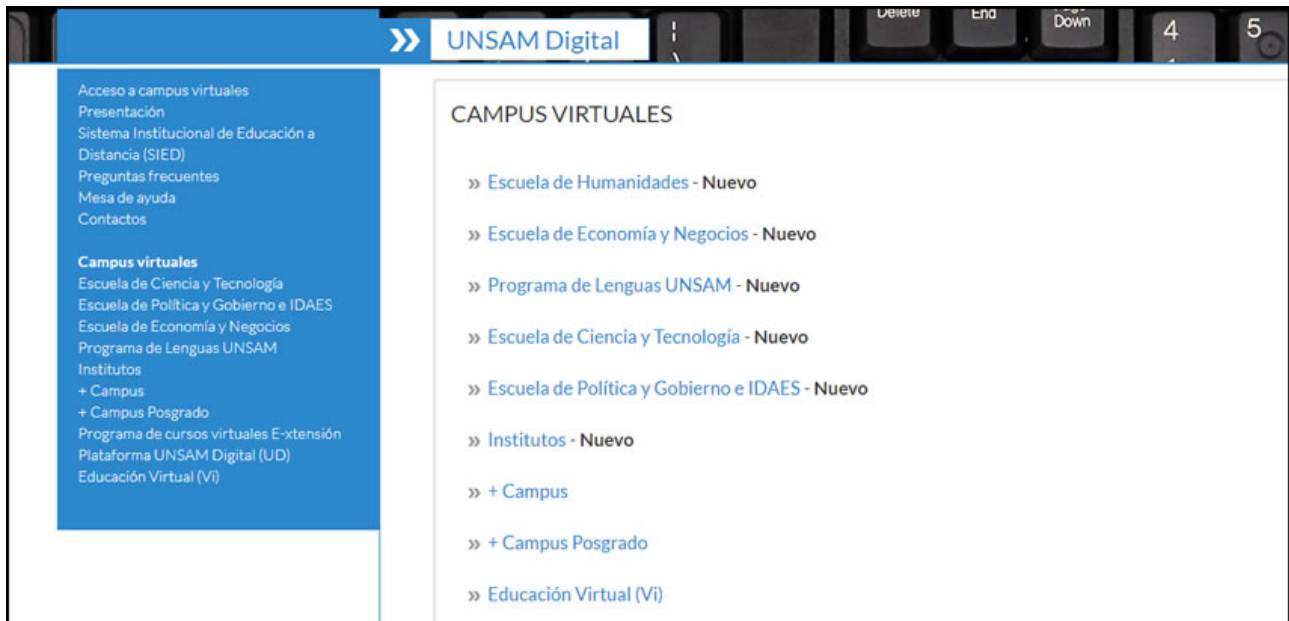 UNSAM Digital
Delete
End
Down
4
5
Acceso a campus virtuales
Presentación
Sistema Institucional de Educación a
Distancia (SIED)
Preguntas frecuentes
Mesa de ayuda
Contactos
Campus virtuales
Escuela de Ciencia y Tecnología
Escuela de Política y Gobierno e IDAES
Escuela de Economía y Negocios
Programa de Lenguas UNSAM
Institutos
+ Campus
+ Campus Posgrado
Programa de cursos virtuales E-xtensión
Plataforma UNSAM Digital (UD)
Educación Virtual (Vi)
CAMPUS VIRTUALES
» Escuela de Humanidades - Nuevo
» Escuela de Economía y Negocios - Nuevo
» Programa de Lenguas UNSAM - Nuevo
» Escuela de Ciencia y Tecnología - Nuevo
» Escuela de Política y Gobierno e IDAES - Nuevo
» Institutos - Nuevo
» + Campus
» + Campus Posgrado
» Educación Virtual (Vi)